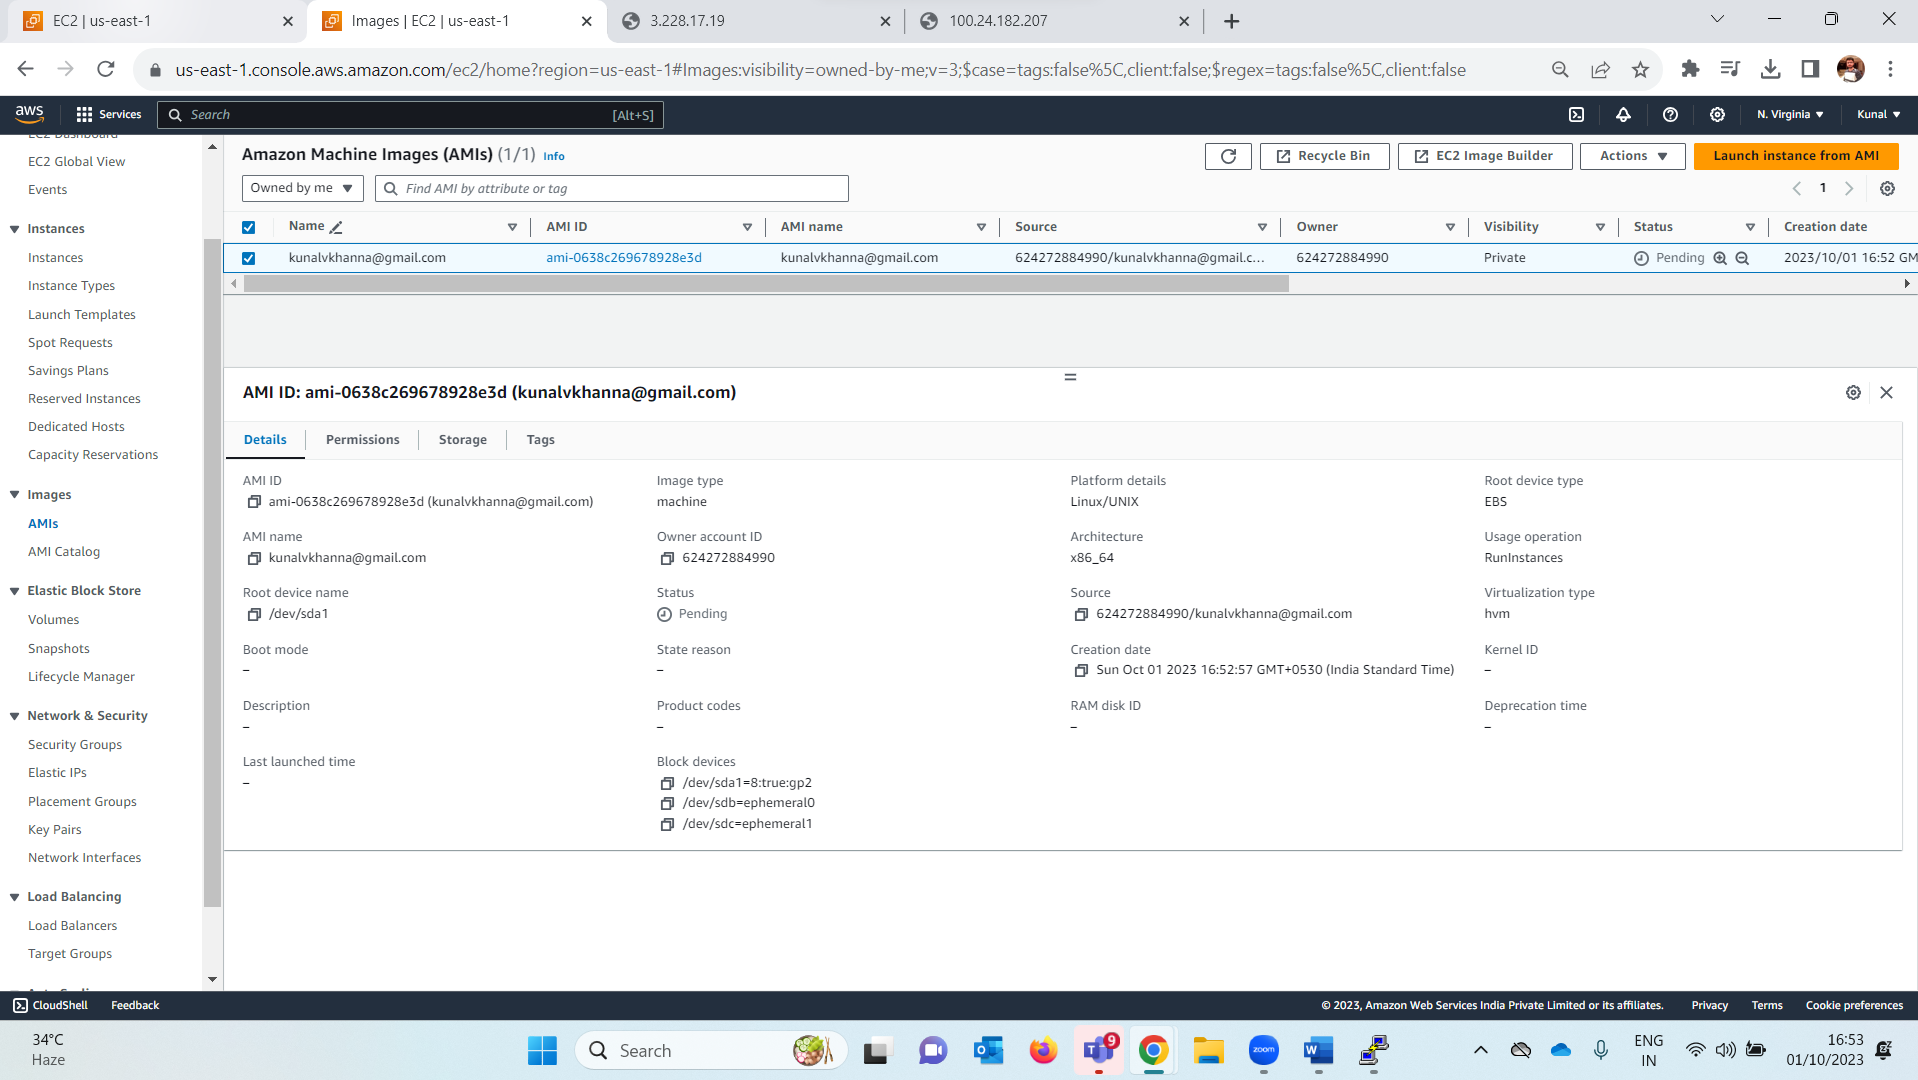 EC2 | us-east-1
Images | EC2 | us-east-1
3.228.17.19
100.24.182.207
us-east-1.console.aws.amazon.com/ec2/home?region=us-east-1#Images:visibility=owned-by-me;v=3;$case=tags:false%5C,client:false;$regex=tags:false%5C,client:false
aws
Services
Search
[Alt+S]
N. Virginia
Kunal
EC2 Dashboard
EC2 Global View
Events
Instances
Instances
Instance Types
Launch Templates
Spot Requests
Savings Plans
Reserved Instances
Dedicated Hosts
Capacity Reservations
Images
AMIs
AMI Catalog
Elastic Block Store
Volumes
Snapshots
Lifecycle Manager
Network & Security
Security Groups
Elastic IPs
Placement Groups
Key Pairs
Network Interfaces
Load Balancing
Load Balancers
Target Groups
Amazon Machine Images (AMIs) (1/1) Info
Recycle Bin
EC2 Image Builder
Actions
Launch instance from AMI
Owned by me
Find AMI by attribute or tag
1
Name AMI ID AMI name Source Owner Visibility Status Creation date
kunalvkhanna@gmail.com ami-0638c269678928e3d kunalvkhanna@gmail.com 624272884990/kunalvkhanna@gmail.c... 624272884990 Private Pending 2023/10/01 16:52 GM
AMI ID: ami-0638c269678928e3d (kunalvkhanna@gmail.com)
Details Permissions Storage Tags
AMI ID Image type Platform details Root device type
ami-0638c269678928e3d (kunalvkhanna@gmail.com) machine Linux/UNIX EBS
AMI name Owner account ID Architecture Usage operation
kunalvkhanna@gmail.com 624272884990 x86_64 RunInstances
Root device name Status Source Virtualization type
/dev/sda1 Pending 624272884990/kunalvkhanna@gmail.com hvm
Boot mode State reason Creation date Kernel ID
– – Sun Oct 01 2023 16:52:57 GMT+0530 (India Standard Time) –
Description Product codes RAM disk ID Deprecation time
– – – –
Last launched time Block devices
– /dev/sda1=8:true:gp2
/dev/sdb=ephemeral0
/dev/sdc=ephemeral1
CloudShell
Feedback
© 2023, Amazon Web Services India Private Limited or its affiliates.
Privacy
Terms
Cookie preferences
34°C
Haze
Search
9
zoom
ENG
IN
16:53
01/10/2023